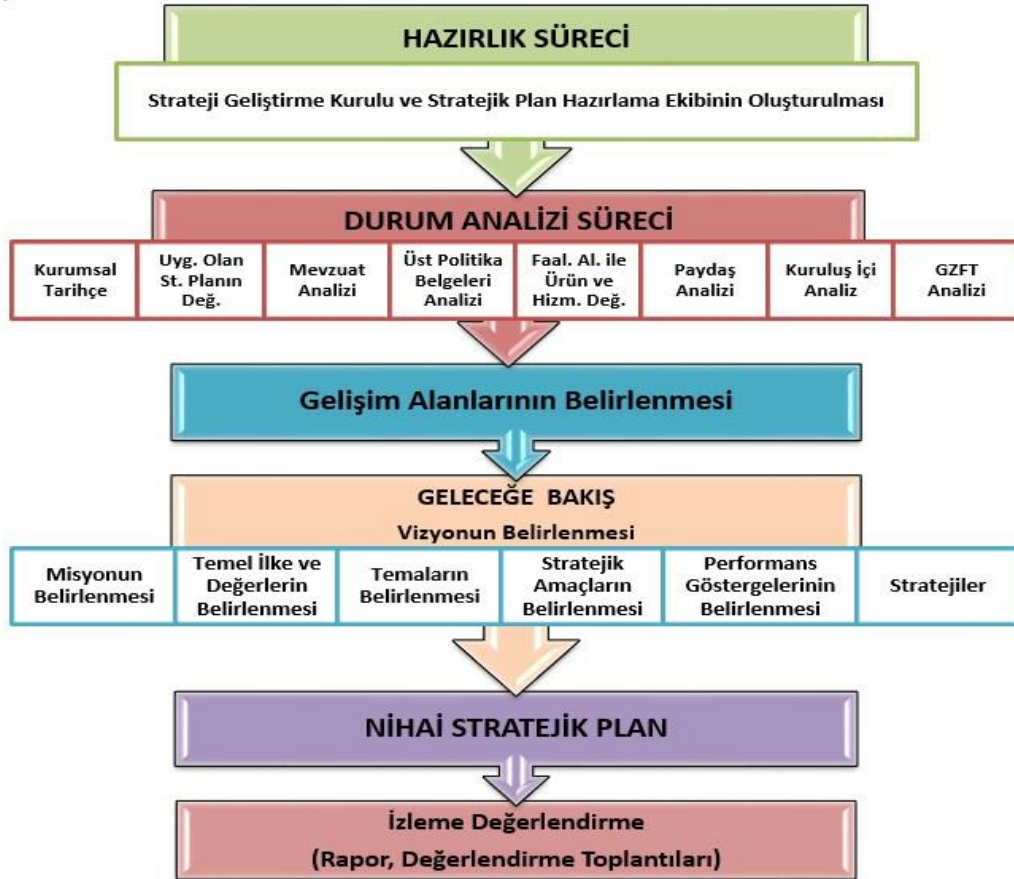 HAZIRLIK SÜRECİ
Strateji Geliştirme Kurulu ve Stratejik Plan Hazırlama Ekibinin Oluşturulması
DURUM ANALİZİ SÜRECİ
Kurumsal
Tarihçe
Uyg. Olan
St. Planın
Değ.
Mevzuat
Analizi
Üst Politika
Belgeleri
Analizi
Faal. Al. ile
Ürün ve
Hizm. Değ.
Paydaş
Analizi
Kuruluş İçi
Analiz
GZFT
Analizi
Gelişim Alanlarının Belirlenmesi
GELECEĞE BAKIŞ
Vizyonun Belirlenmesi
Misyonun
Belirlenmesi
Temel İlke ve
Değerlerin
Belirlenmesi
Temaların
Belirlenmesi
Stratejik
Amaçların
Belirlenmesi
Performans
Göstergelerinin
Belirlenmesi
Stratejiler
NİHAİ STRATEJİK PLAN
İzleme Değerlendirme
(Rapor, Değerlendirme Toplantıları)